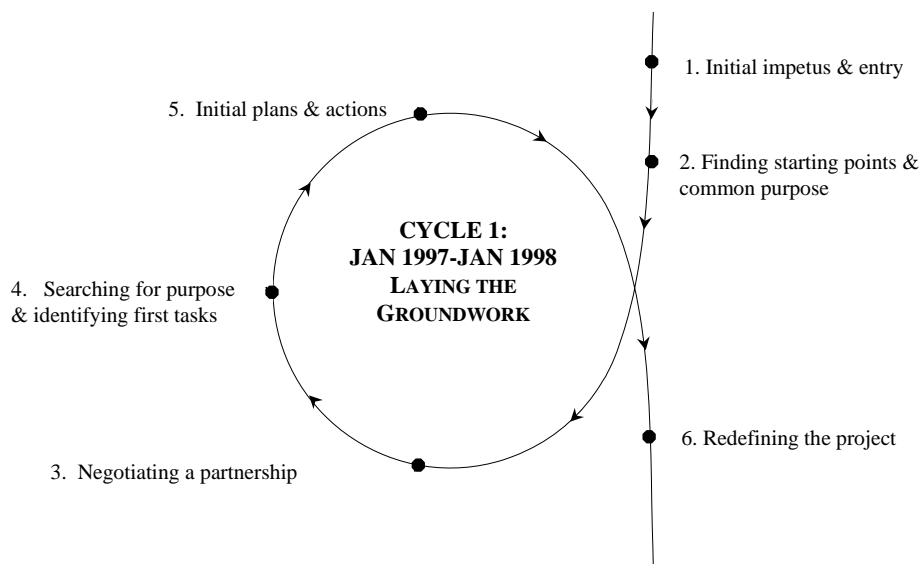 1. Initial impetus & entry
5. Initial plans & actions
2. Finding starting points &
common purpose
CYCLE 1:
JAN 1997-JAN 1998
LAYING THE
GROUNDWORK
4. Searching for purpose
& identifying first tasks
6. Redefining the project
3. Negotiating a partnership